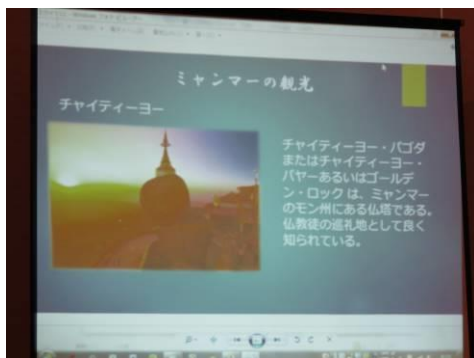 ミャンマーの観光
チャイティーヨー
チャイティーヨー・パゴダ
またはチャイティーヨー・
パヤーあるいはゴールデ
ン・ロック は、ミャンマー
のモン州にある仏塔である。
仏教徒の巡礼地として良く
知られている。